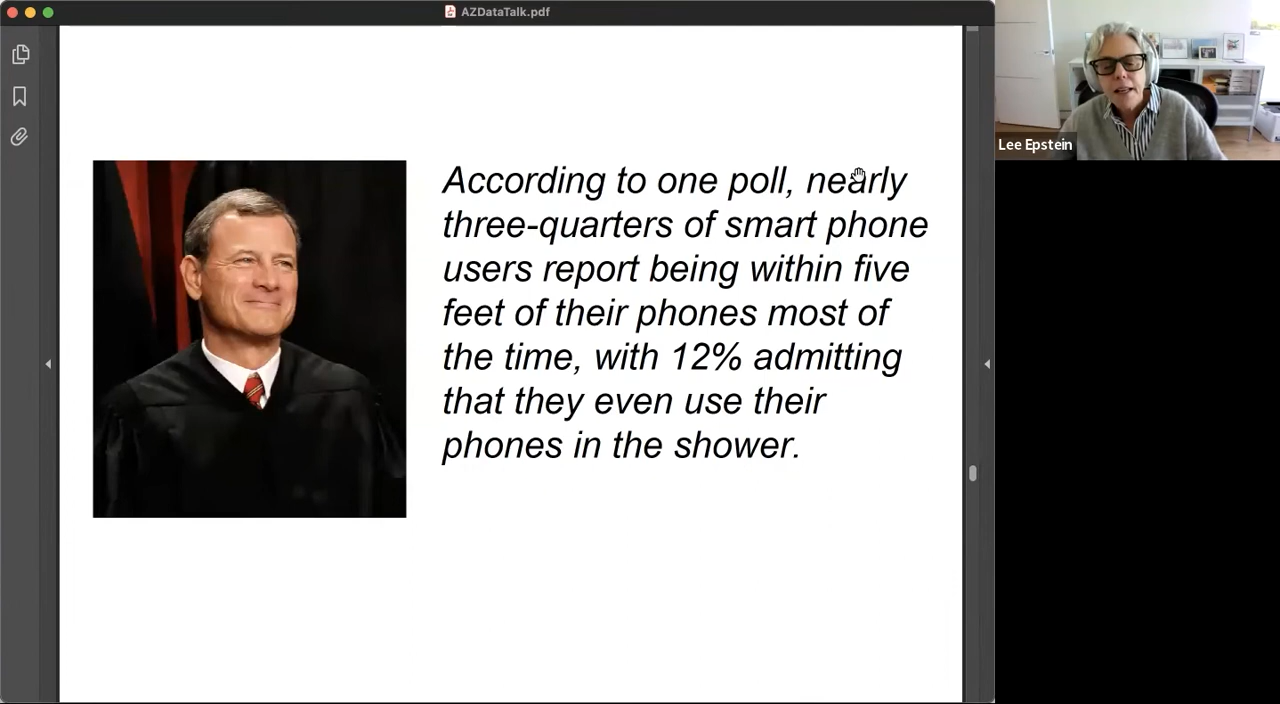 AZDataTalk.pdf
Lee Epstein
According to one poll, nearly
three-quarters of smart phone
users report being within five
feet of their phones most of
the time, with 12% admitting
that they even use their
phones in the shower.